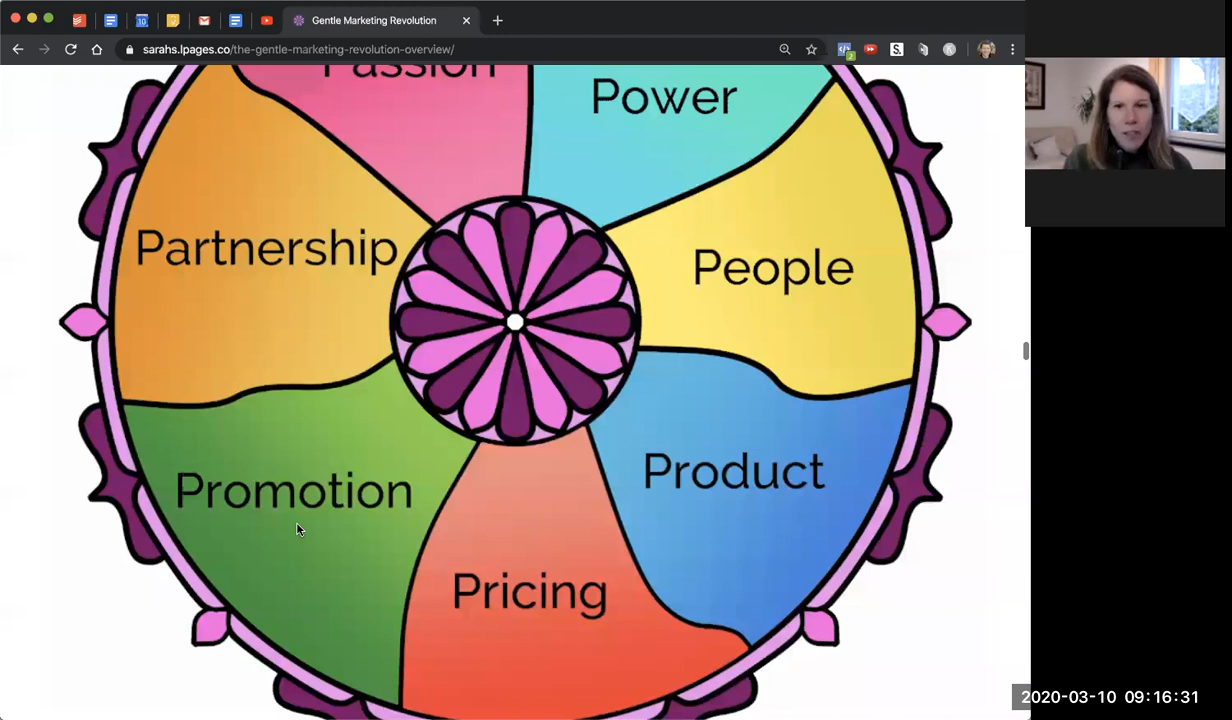 Gentle Marketing Revolution
sarahs.lpages.co/the-gentle-marketing-revolution-overview/
Passion
Power
Partnership
People
Promotion
Product
Pricing
2020-03-10 09:16:31